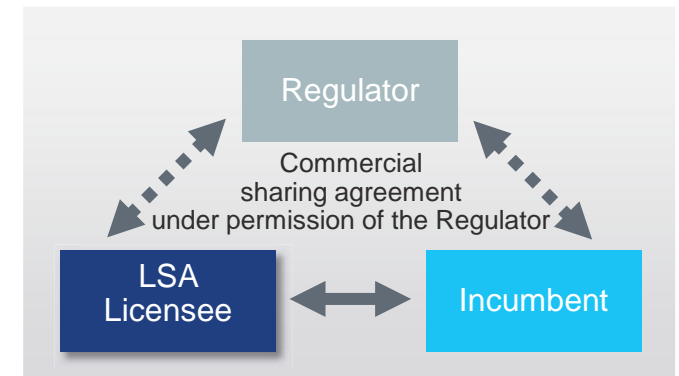 Regulator
Commercial
sharing agreement
under permission of the Regulator
LSA
Licensee
Incumbent